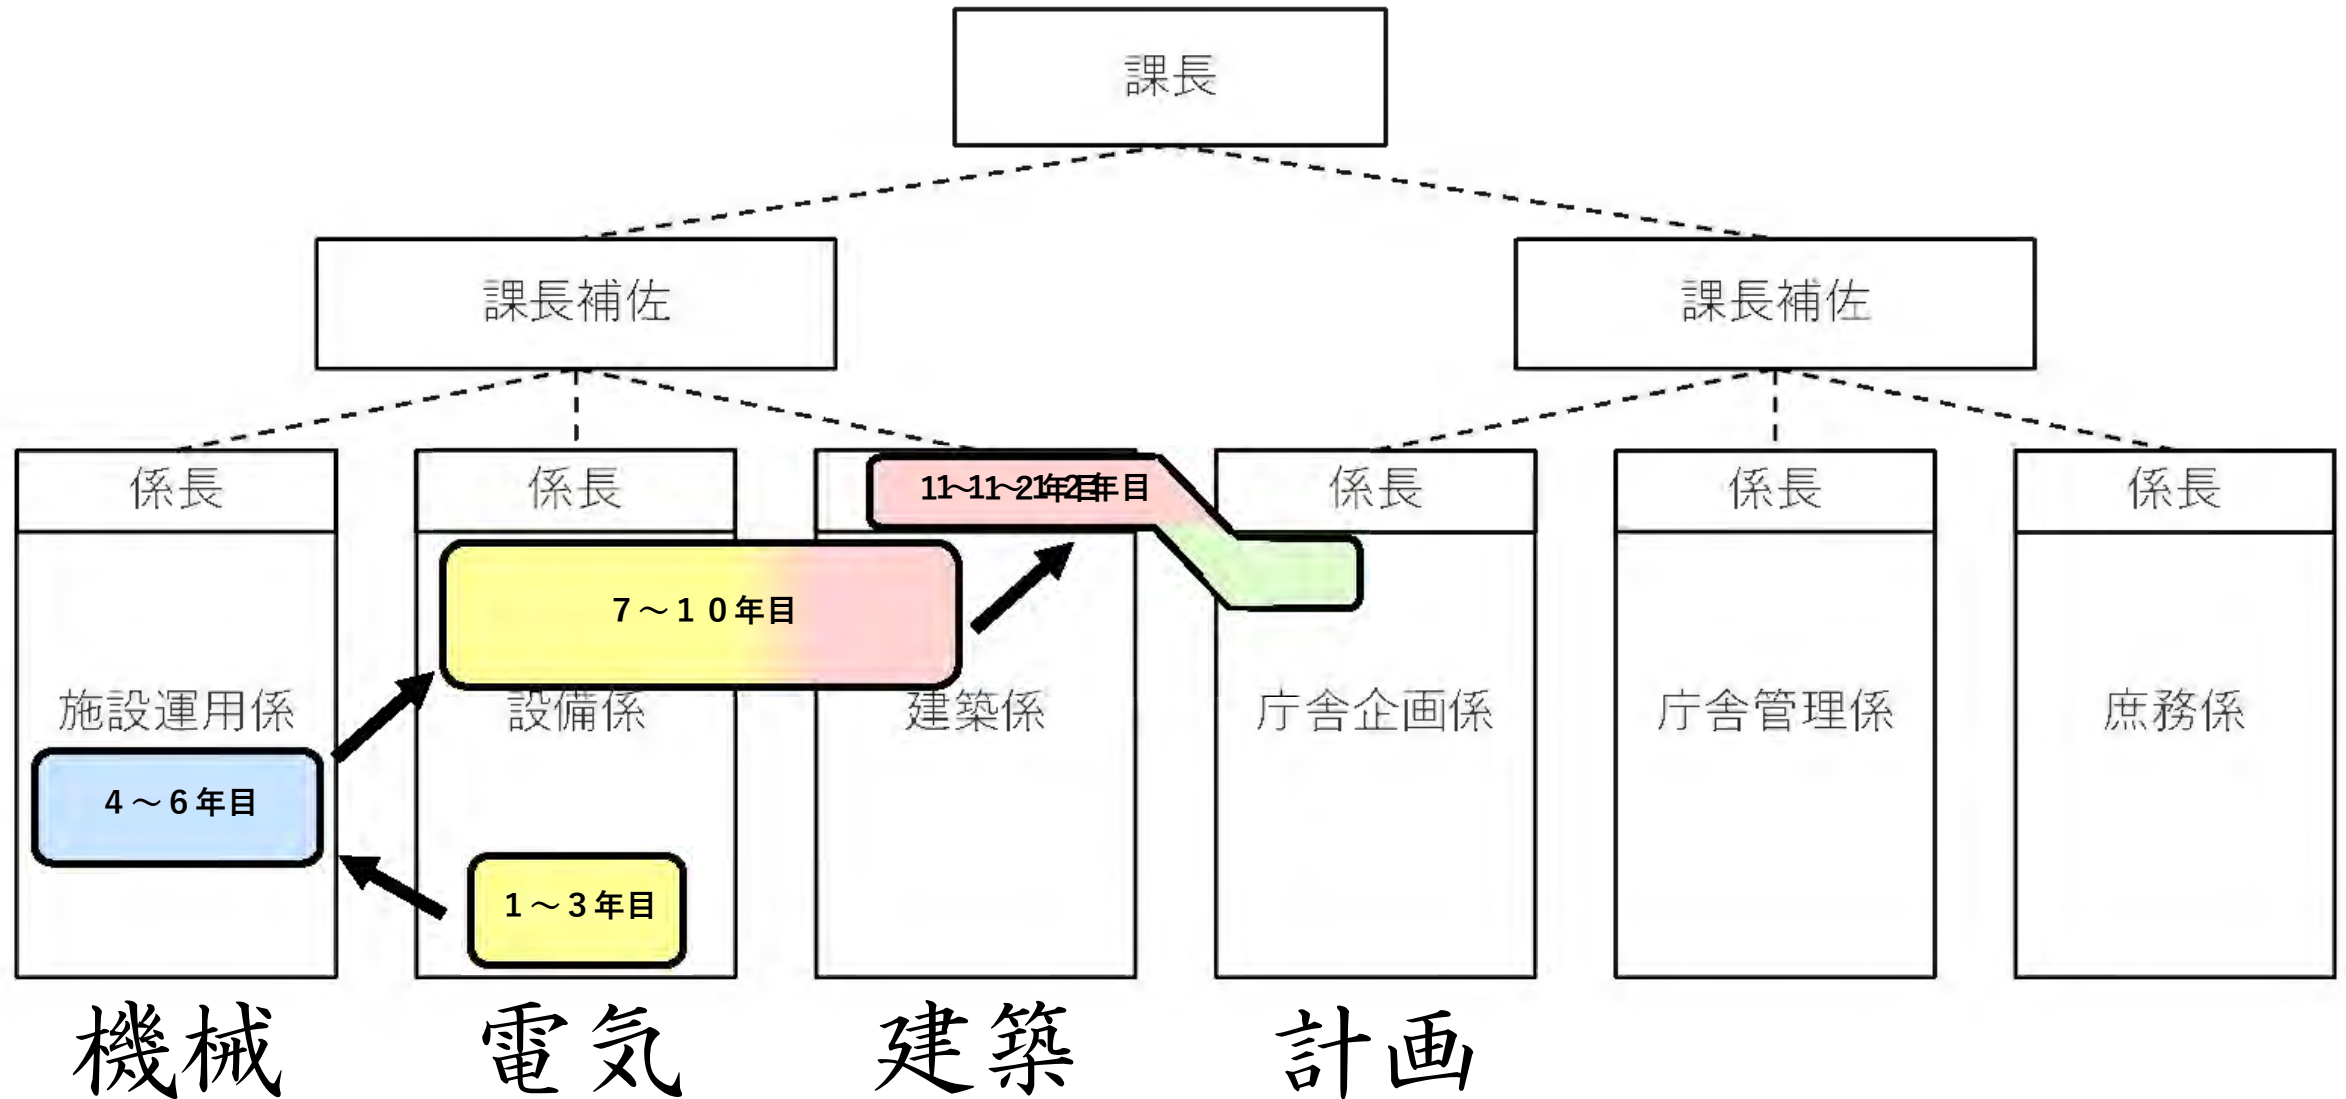 課長
課長補佐
課長補佐
係長
係長
係長
係長
係長
7～１０年目
施設運用係
設備係
建築係
庁舎企画係
庁舎管理係
庶務係
4～6年目
1～3年目
機械
電気
建築
計画